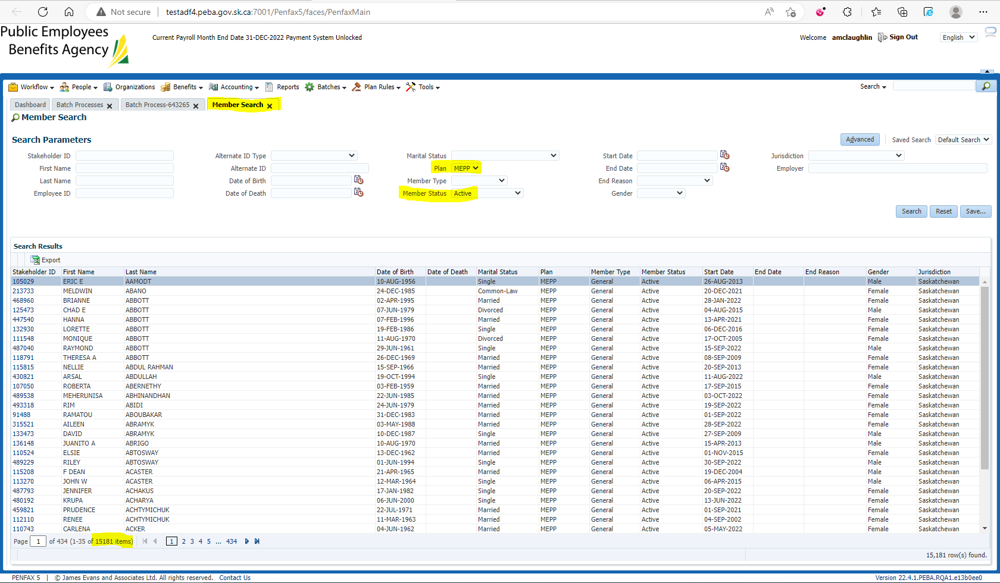 Not secure | testadf4.peba.gov.sk.ca:7001/Penfax5/faces/PenfaxMain
Public Employees
Benefits Agency
Current Payroll Month End Date 31-DEC-2022 Payment System Unlocked
Welcome amclaughlin Sign Out English
Workflow People Organizations Benefits Accounting Reports Batches Plan Rules Tools Search
Dashboard Batch Processes Batch Process-643265 Member Search
Member Search
Search Parameters Advanced Saved Search Default Search
Stakeholder ID Alternate ID Type Marital Status Start Date Jurisdiction
First Name Alternate ID Plan MEPP End Date Employer
Last Name Date of Birth Member Type End Reason
Employee ID Date of Death Member Status Active Gender
Search Reset Save...
Search Results
Export
Stakeholder ID First Name Last Name Date of Birth Date of Death Marital Status Plan Member Type Member Status Start Date End Date End Reason Gender Jurisdiction
105029 ERIC E AAMODT 10-AUG-1956 Single MEPP General Active 26-AUG-2013 Male Saskatchewan
213733 MELDWIN ABANO 24-DEC-1985 Common-Law MEPP General Active 20-DEC-2021 Female Saskatchewan
468960 BRIANNE ABBOTT 02-APR-1995 Married MEPP General Active 28-JAN-2022 Female Saskatchewan
125473 CHAD E ABBOTT 07-JUN-1979 Divorced MEPP General Active 04-AUG-2015 Male Saskatchewan
447540 HANNA ABBOTT 07-FEB-1996 Married MEPP General Active 13-APR-2021 Female Saskatchewan
132930 LORETTE ABBOTT 19-FEB-1986 Single MEPP General Active 06-DEC-2016 Female Saskatchewan
111548 MONIQUE ABBOTT 11-AUG-1970 Divorced MEPP General Active 17-OCT-2005 Female Saskatchewan
487040 RAYMOND ABBOTT 29-JUN-1961 Single MEPP General Active 15-SEP-2022 Male Saskatchewan
118791 THERESA A ABBOTT 26-DEC-1969 Married MEPP General Active 08-SEP-2009 Female Saskatchewan
115815 NELLIE ABDUL RAHMAN 15-SEP-1966 Married MEPP General Active 20-SEP-2013 Female Saskatchewan
430821 ARSAL ABDULLAH 19-OCT-1994 Single MEPP General Active 11-AUG-2022 Male Saskatchewan
107050 ROBERTA ABERNETHY 03-FEB-1959 Married MEPP General Active 17-SEP-2015 Female Saskatchewan
489538 MEHERUNISA ABHINANDHAN 22-JUN-1985 Married MEPP General Active 03-OCT-2022 Female Saskatchewan
493318 RIM ABIDI 24-JUN-1979 Married MEPP General Active 19-SEP-2022 Female Saskatchewan
91488 RAMATOU ABOUBAKAR 31-DEC-1983 Married MEPP General Active 01-SEP-2022 Female Saskatchewan
315521 AILEEN ABRAMYK 03-MAY-1988 Married MEPP General Active 28-SEP-2022 Female Saskatchewan
133473 DAVID ABRAMYK 10-DEC-1987 Single MEPP General Active 27-SEP-2009 Male Saskatchewan
136148 JUANITO A ABRIGO 10-AUG-1970 Married MEPP General Active 15-APR-2013 Male Saskatchewan
110524 ELSIE ABTOSWAY 13-DEC-1962 Married MEPP General Active 01-NOV-2015 Female Saskatchewan
489229 RILEY ABTOSWAY 01-JUN-1994 Single MEPP General Active 30-SEP-2022 Male Saskatchewan
115208 F DEAN ACASTER 21-APR-1965 Married MEPP General Active 19-DEC-2004 Male Saskatchewan
113270 JOHN W ACASTER 12-MAR-1964 Single MEPP General Active 06-APR-2015 Male Saskatchewan
487793 JENNIFER ACHAKUS 17-JAN-1982 Single MEPP General Active 20-SEP-2022 Female Saskatchewan
480192 KRUPA ACHARYA 06-JUN-2000 Single MEPP General Active 13-JUN-2022 Female Saskatchewan
459821 PRUDENCE ACHTYMICHUK 22-JUL-1971 Married MEPP General Active 01-SEP-2021 Female Saskatchewan
112110 RENEE ACHTYMICHUK 11-MAR-1963 Married MEPP General Active 04-SEP-2002 Female Saskatchewan
110743 CARLENA ACKER 04-JUN-1962 Married MEPP General Active 05-MAY-2022 Female Saskatchewan
Page 1 of 434 (1-35 of 15181 items) 1 2 3 4 5 ... 434
15,181 row(s) found.
PENFAX 5 | © James Evans and Associates Ltd. All rights reserved. Contact Us Version 22.4.1.PEBA.RQA1.e13b0ee0